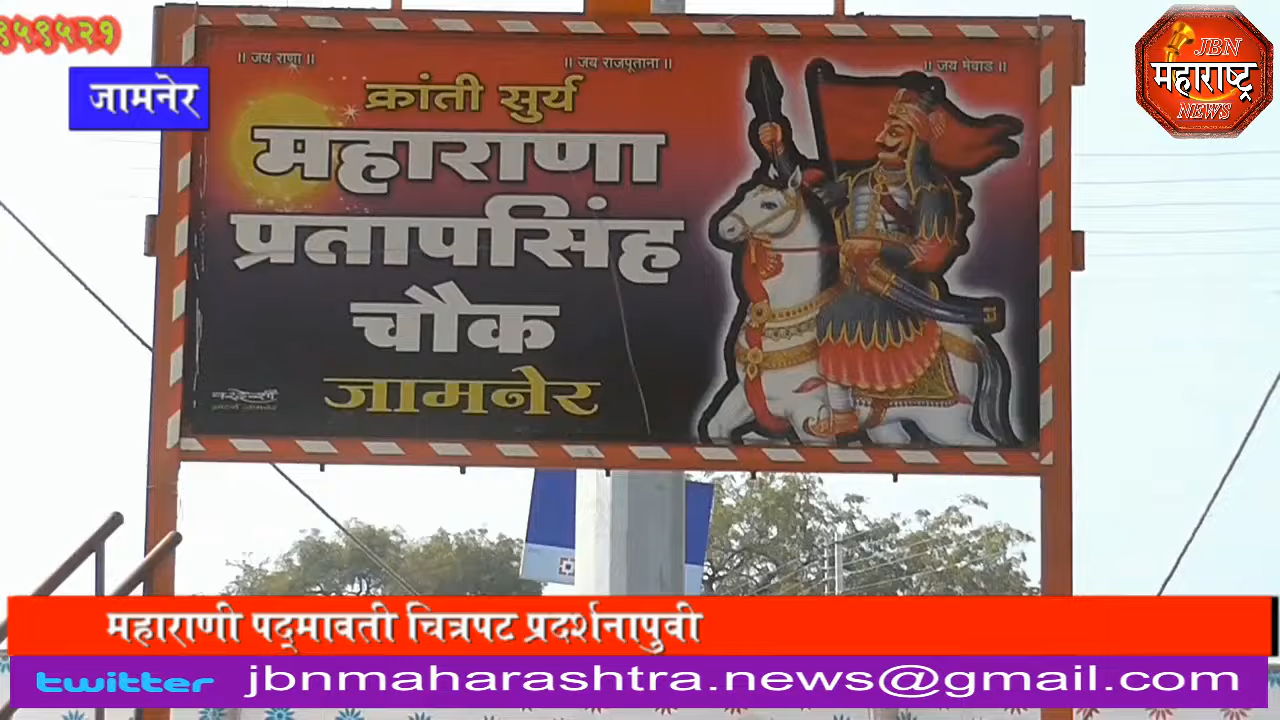 ९५९५२१
जामनेर
JBN
महाराष्ट्र
NEWS
॥ जय राणा ॥
॥ जय राजपूताना ॥
॥ जय मेवाड ॥
क्रांती सुर्य
महाराणा
प्रतापसिंह
चौक
जामनेर
महाराणी पद्मावती चित्रपट प्रदर्शनापुवी
twitter jbnmaharashtra.news@gmail.com